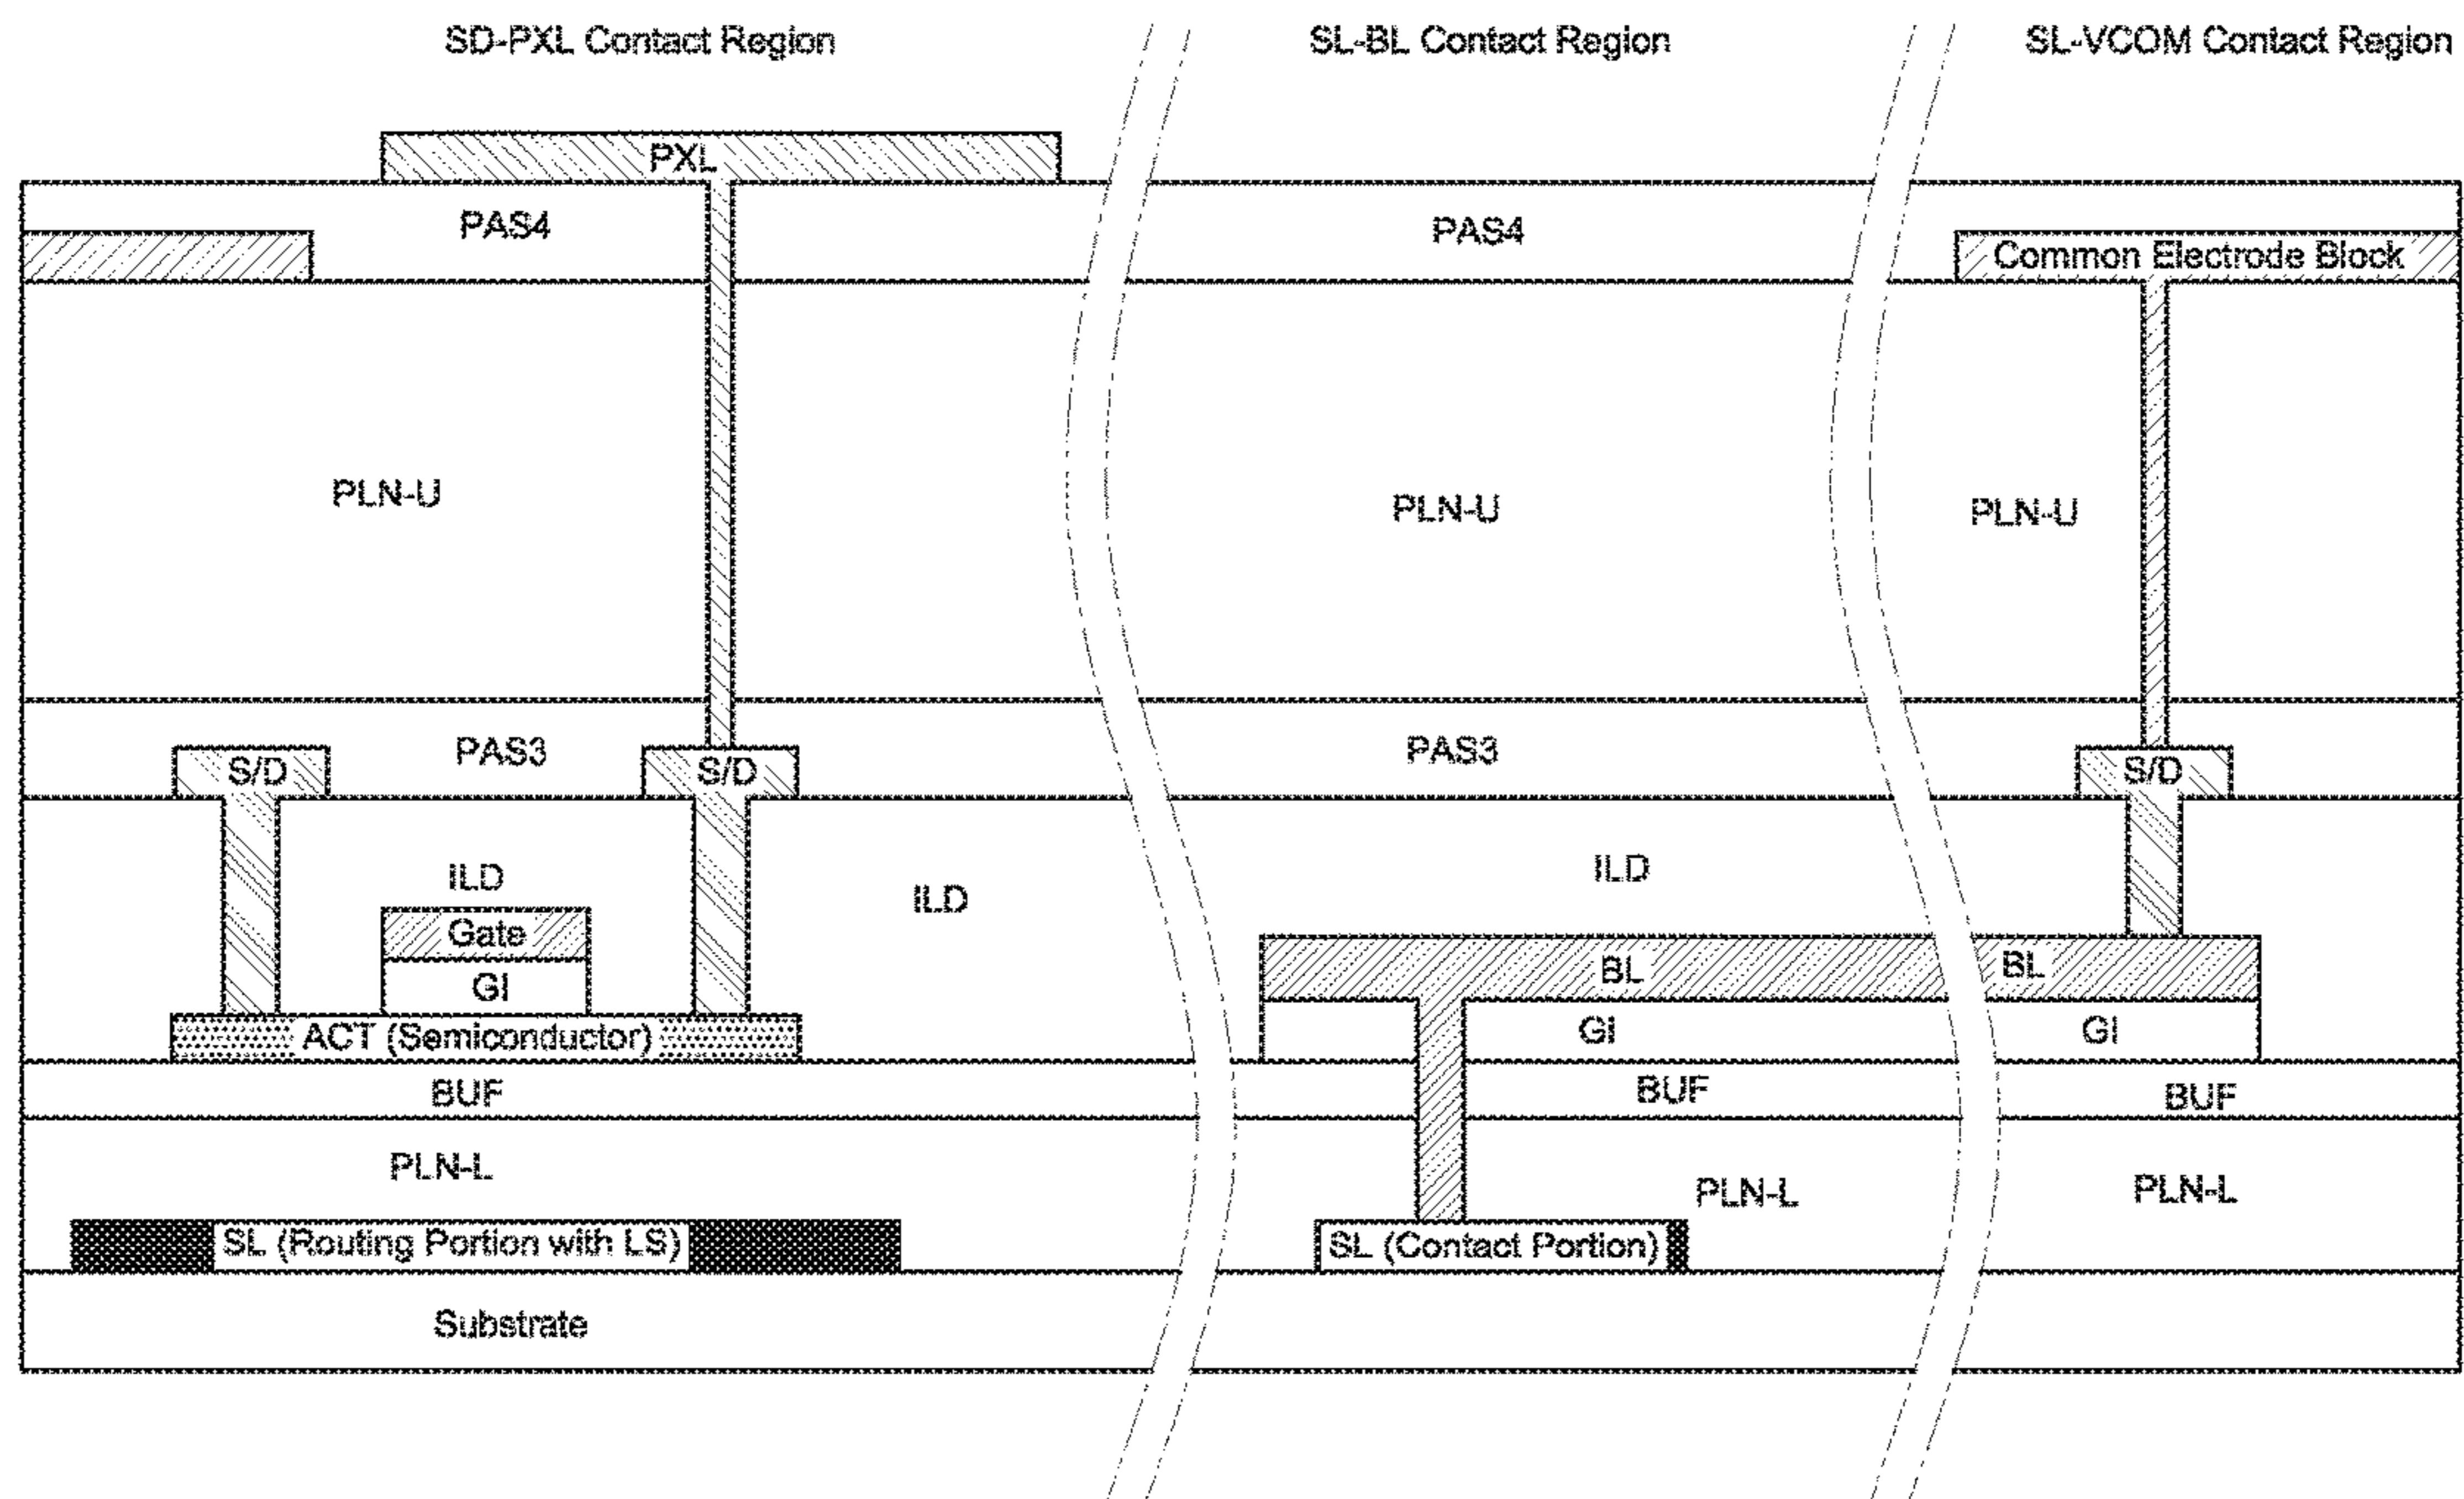 SD-PXL Contact Region
SL-BL Contact Region
SL-VCOM Contact Region
PXL
PAS4
PAS4
Common Electrode Block
PLN-U
PLN-U
PLN-U
PAS3
PAS3
S/D
S/D
S/D
ILD
ILD
ILD
Gate
GI
BL
BL
GI
GI
ACT (Semiconductor)
BUF
BUF
BUF
PLN-L
PLN-L
PLN-L
SL (Routing Portion with LS)
SL (Contact Portion)
Substrate